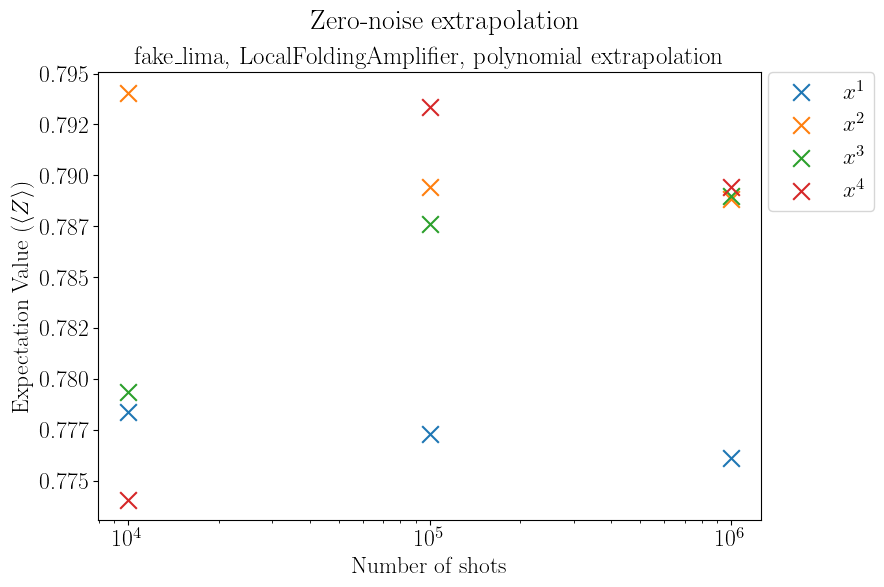 Zero-noise extrapolation
fake_lima, LocalFoldingAmplifier, polynomial extrapolation
0.795
0.792
0.790
0.787
0.785
0.782
0.780
0.777
0.775
Expectation Value (⟨Z⟩)
10⁴ 10⁵ 10⁶
Number of shots
x¹
x²
x³
x⁴